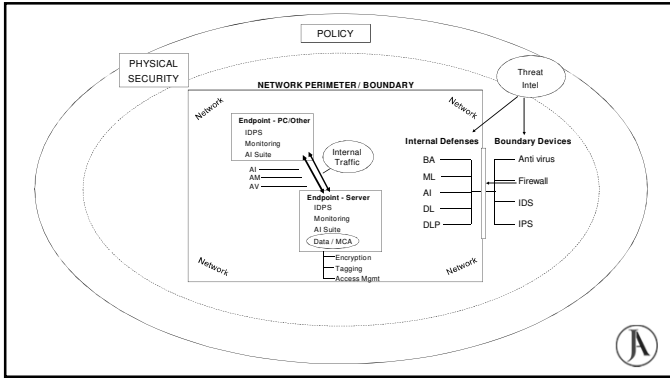 POLICY
PHYSICAL
SECURITY
Threat
Intel
NETWORK PERIMETER / BOUNDARY
Network
Network
Endpoint - PC/Other
IDPS
Monitoring
AI Suite
Internal
Traffic
AI
AM
AV
Endpoint - Server
IDPS
Monitoring
AI Suite
Data / MCA
Encryption
Tagging
Access Mgmt
Internal Defenses
BA
ML
AI
DL
DLP
Boundary Devices
Anti virus
Firewall
IDS
IPS
Network
Network
JA